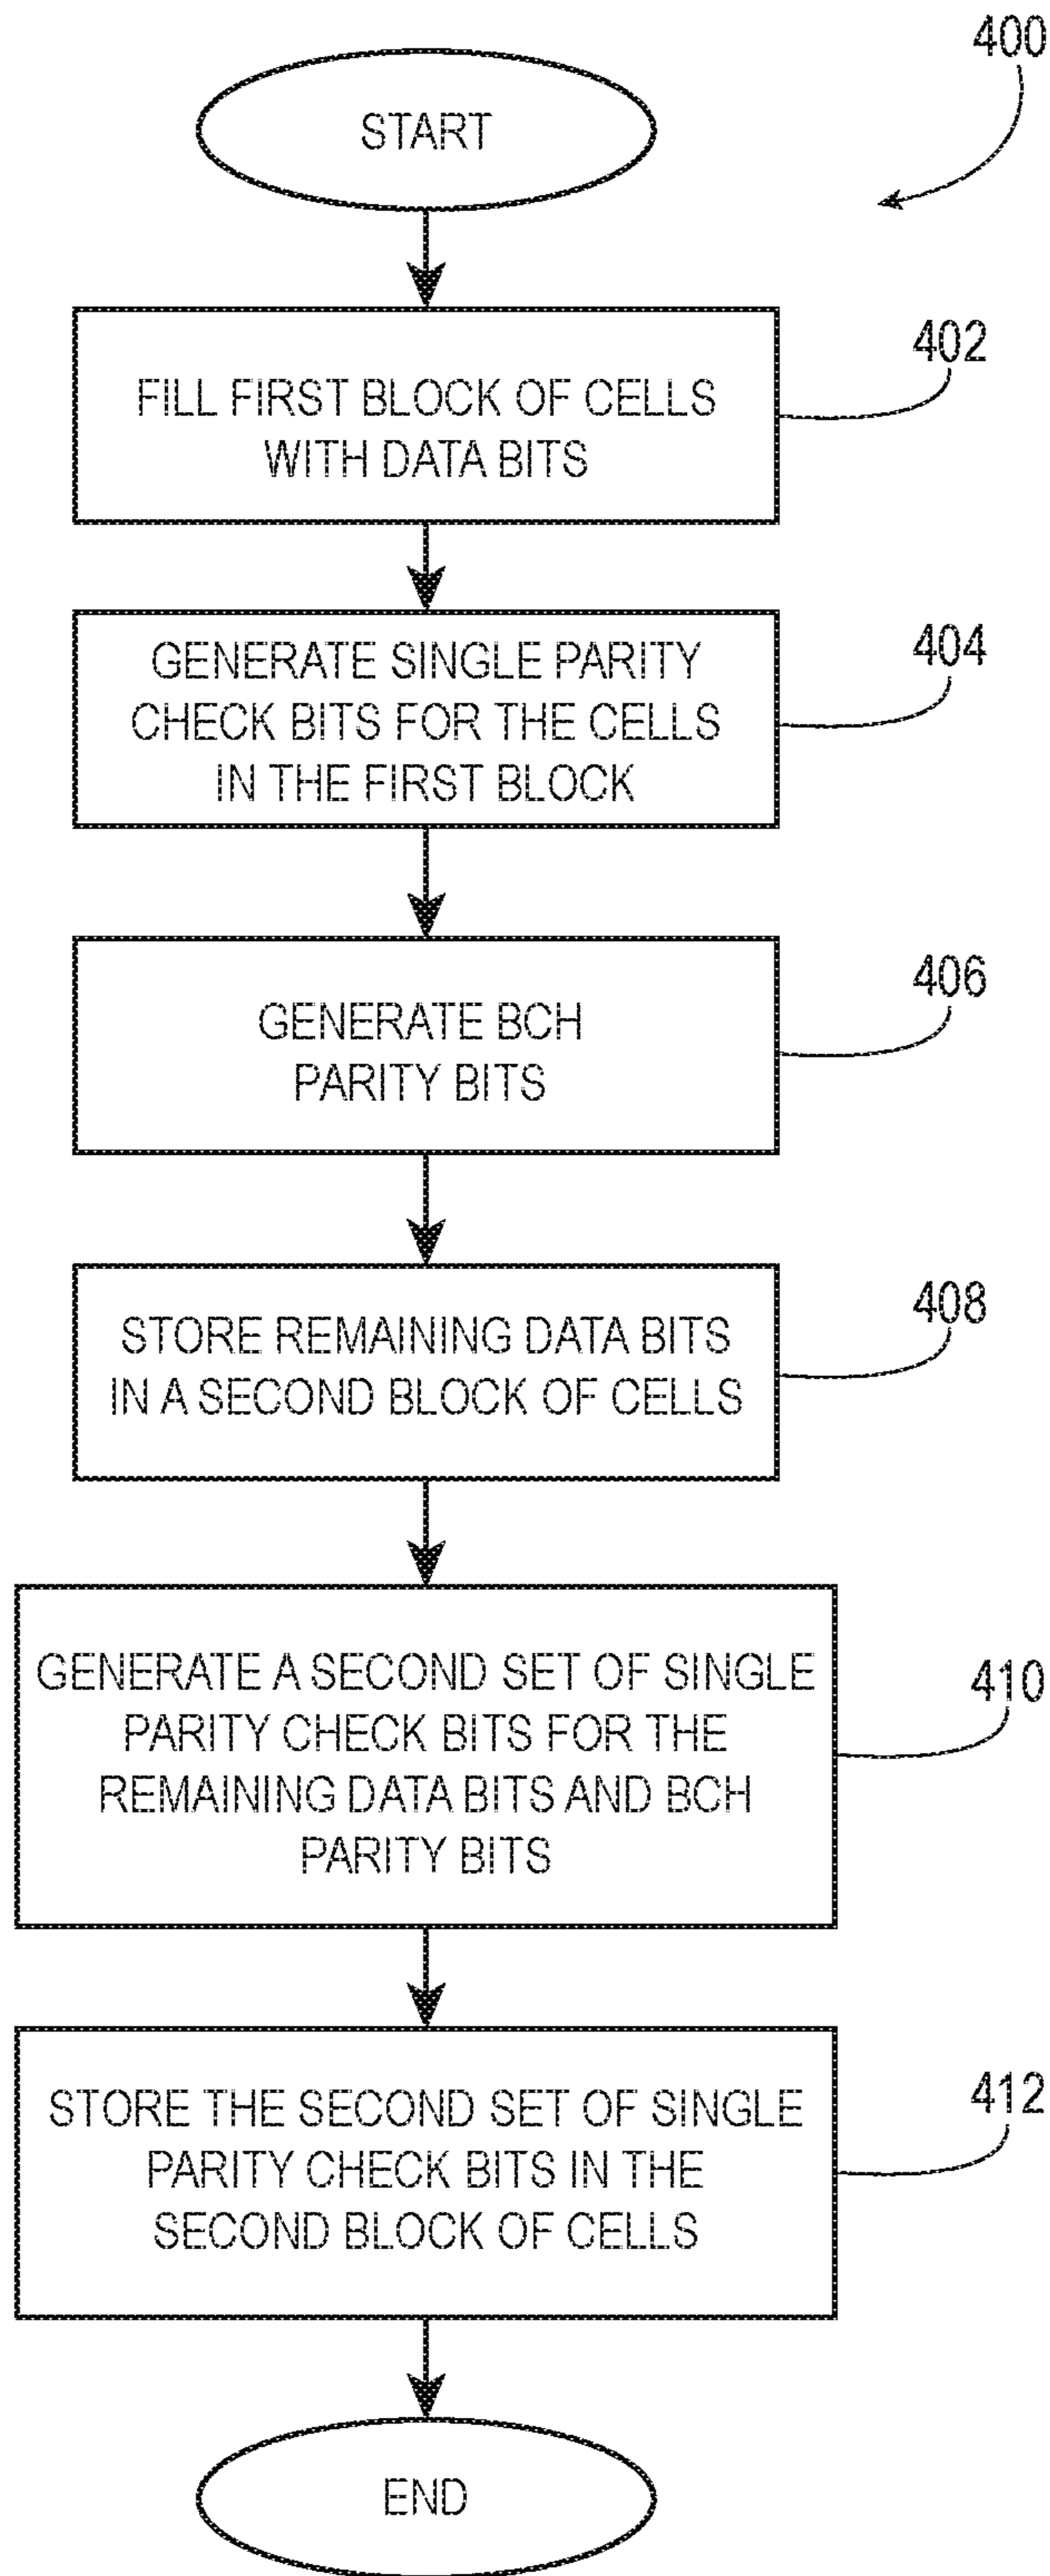 400
START
402
FILL FIRST BLOCK OF CELLS
WITH DATA BITS
404
GENERATE SINGLE PARITY
CHECK BITS FOR THE CELLS
IN THE FIRST BLOCK
406
GENERATE BCH
PARITY BITS
408
STORE REMAINING DATA BITS
IN A SECOND BLOCK OF CELLS
410
GENERATE A SECOND SET OF SINGLE
PARITY CHECK BITS FOR THE
REMAINING DATA BITS AND BCH
PARITY BITS
412
STORE THE SECOND SET OF SINGLE
PARITY CHECK BITS IN THE
SECOND BLOCK OF CELLS
END